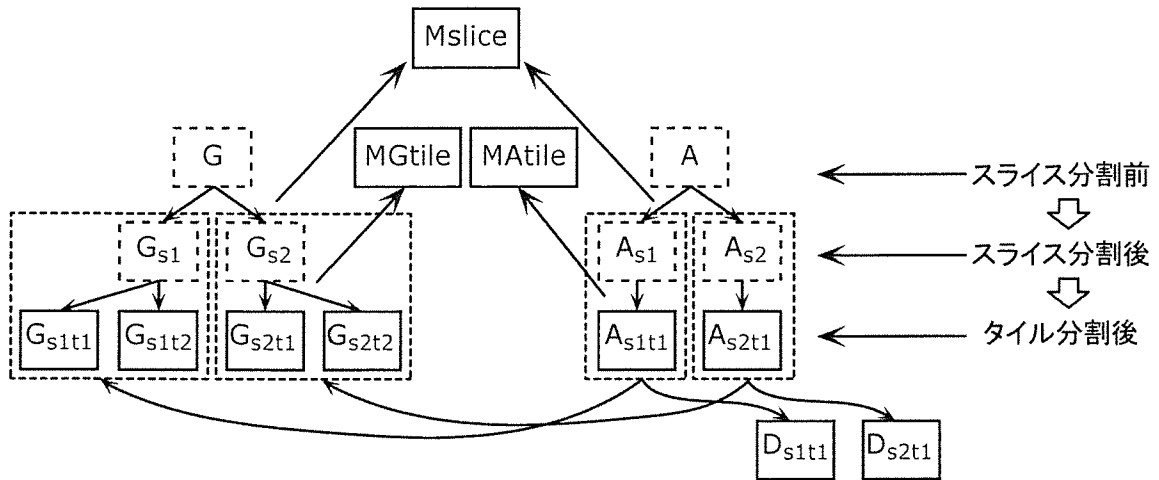 Mslice
G
MGtile
MAtile
A
スライス分割前
Gs1
Gs2
As1
As2
スライス分割後
Gs1t1
Gs1t2
Gs2t1
Gs2t2
As1t1
As2t1
タイル分割後
Ds1t1
Ds2t1